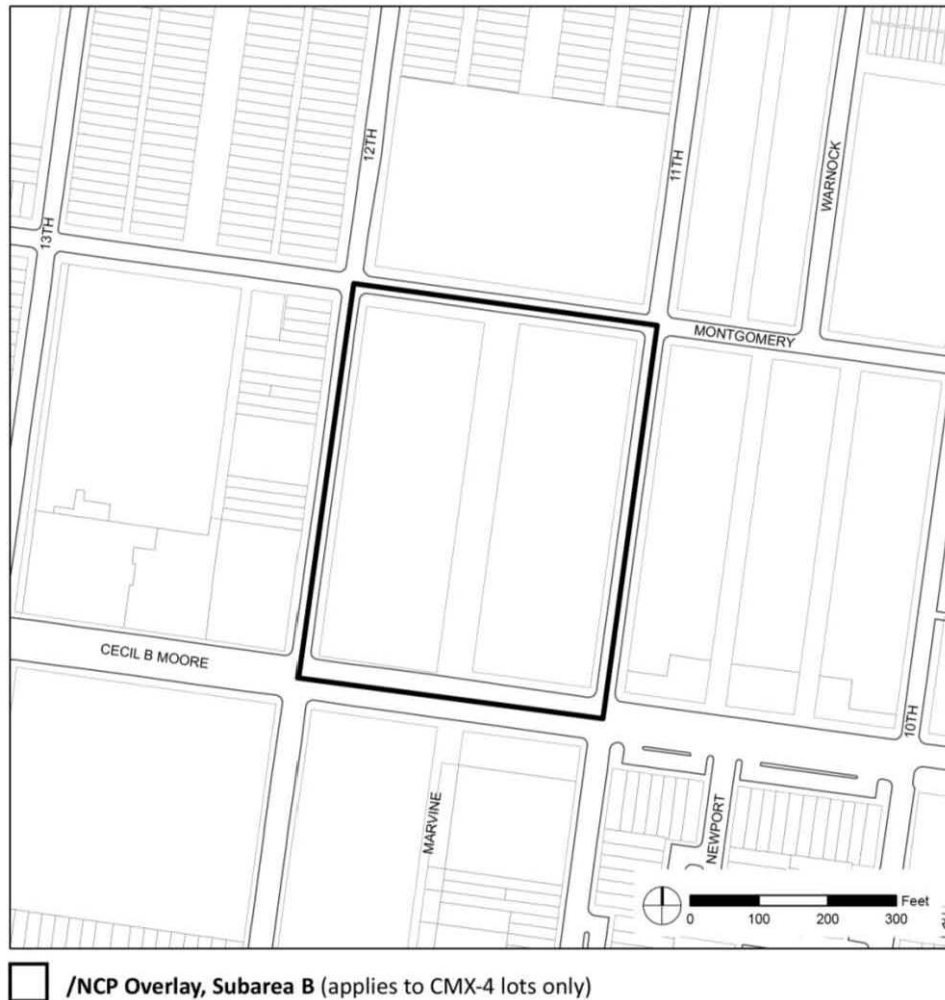 12TH
11TH
WARNOCK
13TH
MONTGOMERY
CECIL B MOORE
10TH
MARVINE
NEWPORT
Feet
0 100 200 300
/NCP Overlay, Subarea B (applies to CMX-4 lots only)